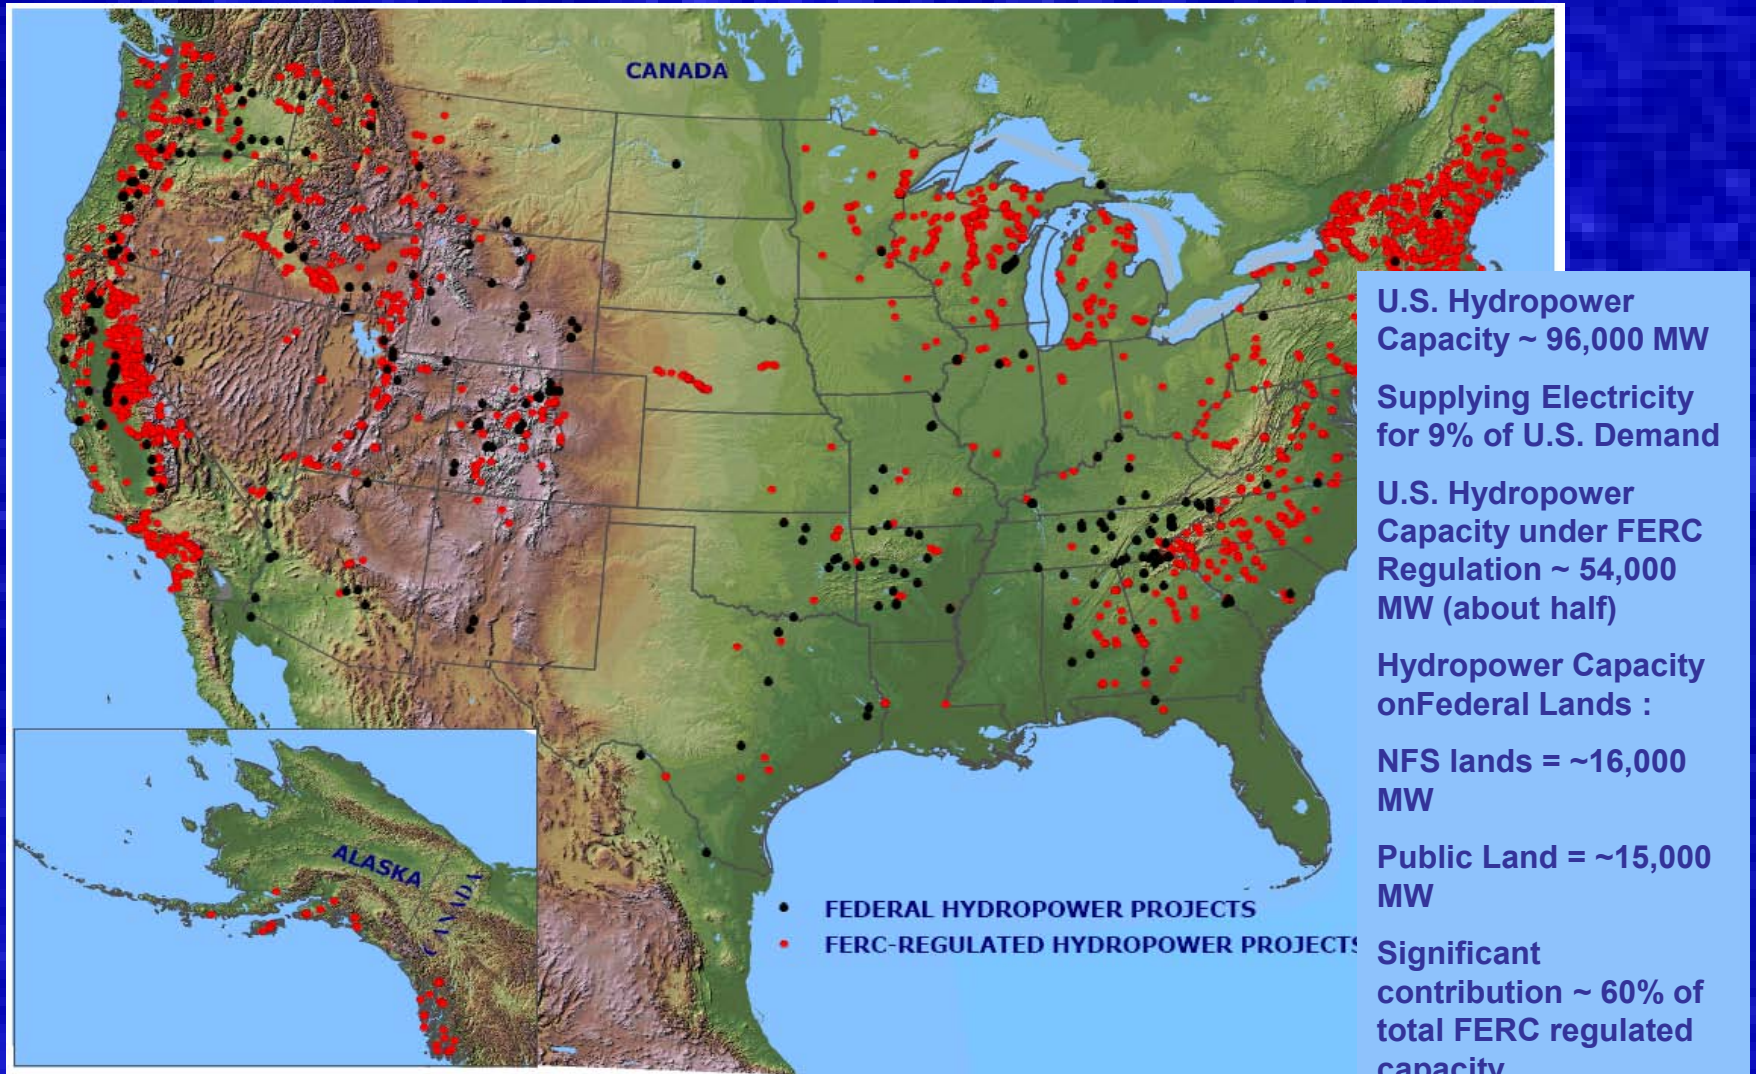 CANADA
U.S. Hydropower
Capacity ~ 96,000 MW
Supplying Electricity
for 9% of U.S. Demand
U.S. Hydropower
Capacity under FERC
Regulation ~ 54,000
MW (about half)
Hydropower Capacity
onFederal Lands :
NFS lands = ~16,000
MW
Public Land = ~15,000
MW
Significant
contribution ~ 60% of
total FERC regulated
capacity
ALASKA
CANADA
FEDERAL HYDROPOWER PROJECTS
FERC-REGULATED HYDROPOWER PROJECTS